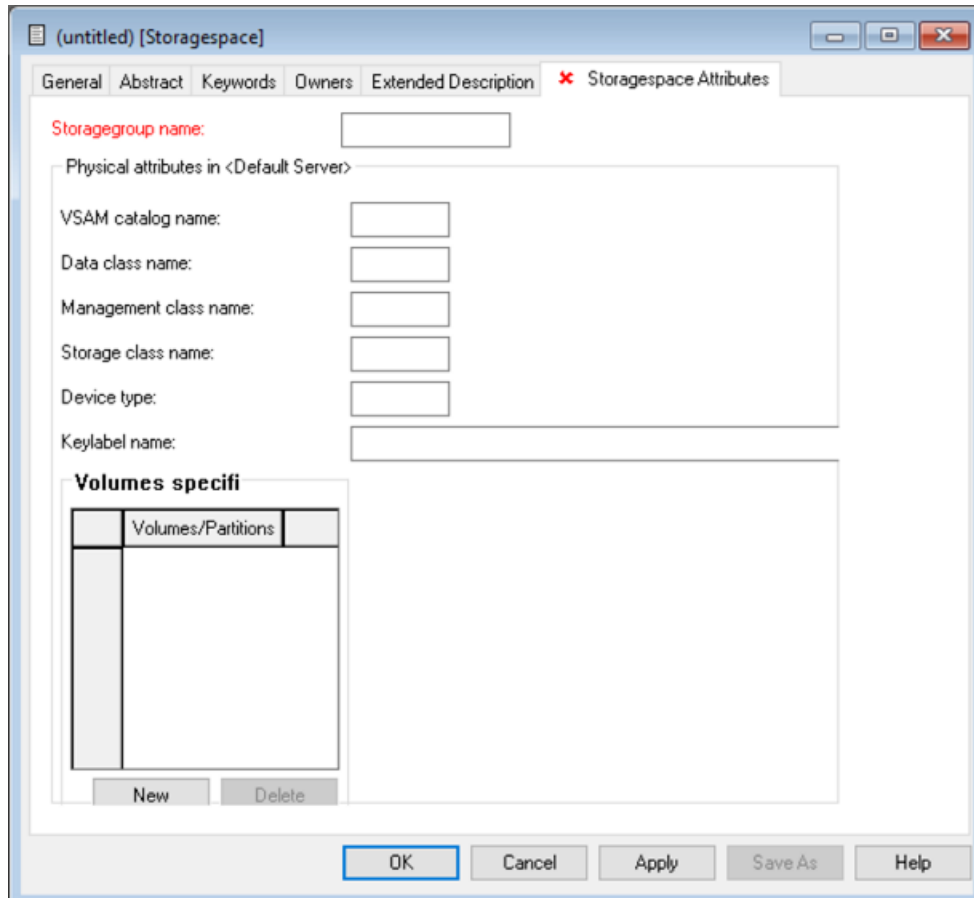 (untitled) [Storagespace]
General Abstract Keywords Owners Extended Description Storagespace Attributes
Storagegroup name:
Physical attributes in <Default Server>
VSAM catalog name:
Data class name:
Management class name:
Storage class name:
Device type:
Keylabel name:
Volumes specifi
Volumes/Partitions
New Delete
OK Cancel Apply Save As Help